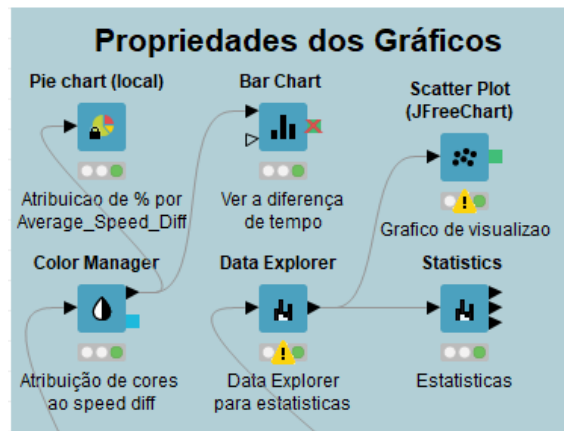 Propriedades dos Gráficos
Pie chart (local)
Bar Chart
Scatter Plot
(JFreeChart)
Atribuicao de % por
Average_Speed_Diff
Ver a diferença
de tempo
Grafico de visualizao
Color Manager
Data Explorer
Statistics
Atribuição de cores
ao speed diff
Data Explorer
para estatisticas
Estatisticas